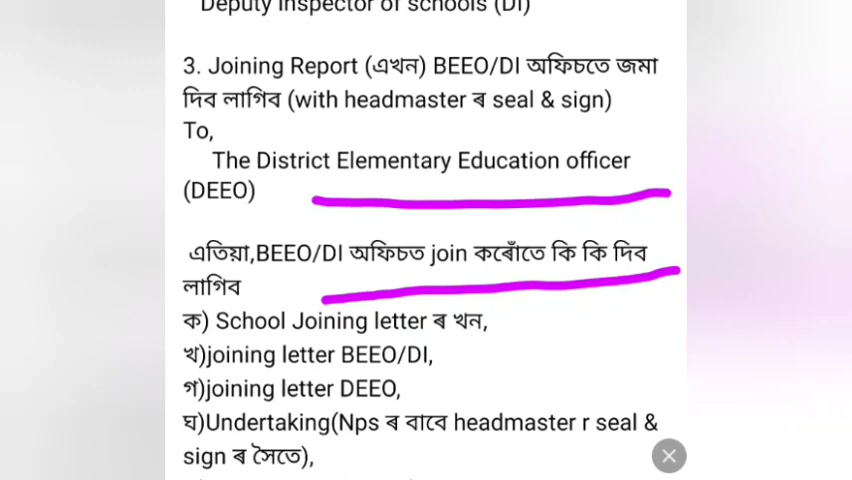 Deputy Inspector of schools (DI)
3. Joining Report (এখন) BEEO/DI অফিচতে জমা
দিব লাগিব (with headmaster ৰ seal & sign)
To,
The District Elementary Education officer
(DEEO)
এতিয়া,BEEO/DI অফিচত join কৰোঁতে কি কি দিব
লাগিব
ক) School Joining letter ৰ খন,
খ)joining letter BEEO/DI,
গ)joining letter DEEO,
ঘ)Undertaking(Nps ৰ বাবে headmaster r seal &
sign ৰ সৈতে),